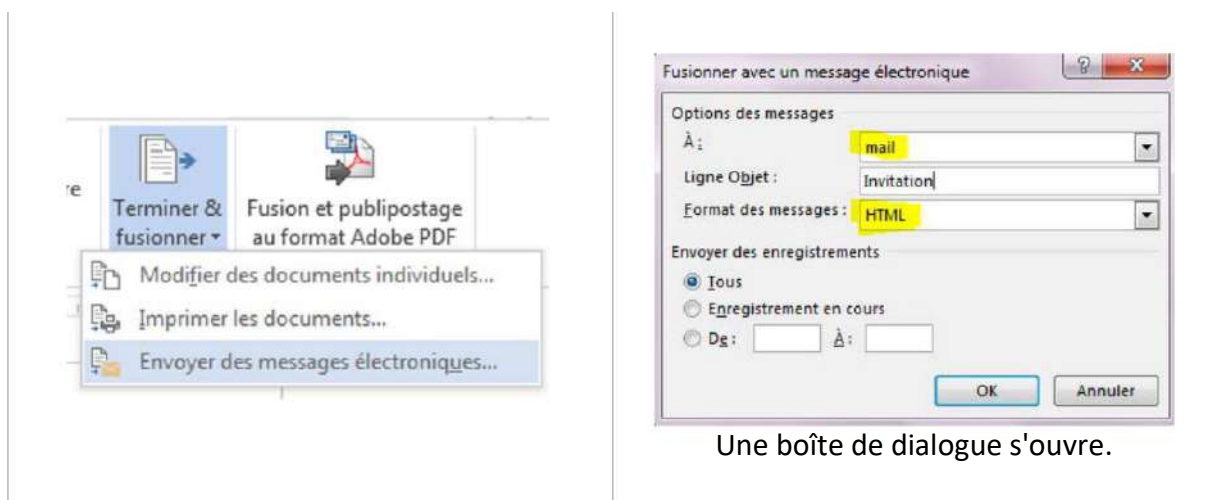 re
Terminer &
fusionner
Fusion et publipostage
au format Adobe PDF
Modifier des documents individuels...
Imprimer les documents...
Envoyer des messages électroniques...
Fusionner avec un message électronique
Options des messages
À : mail
Ligne Objet : Invitation
Format des messages : HTML
Envoyer des enregistrements
Tous
Enregistrement en cours
De : À :
OK Annuler
Une boîte de dialogue s'ouvre.